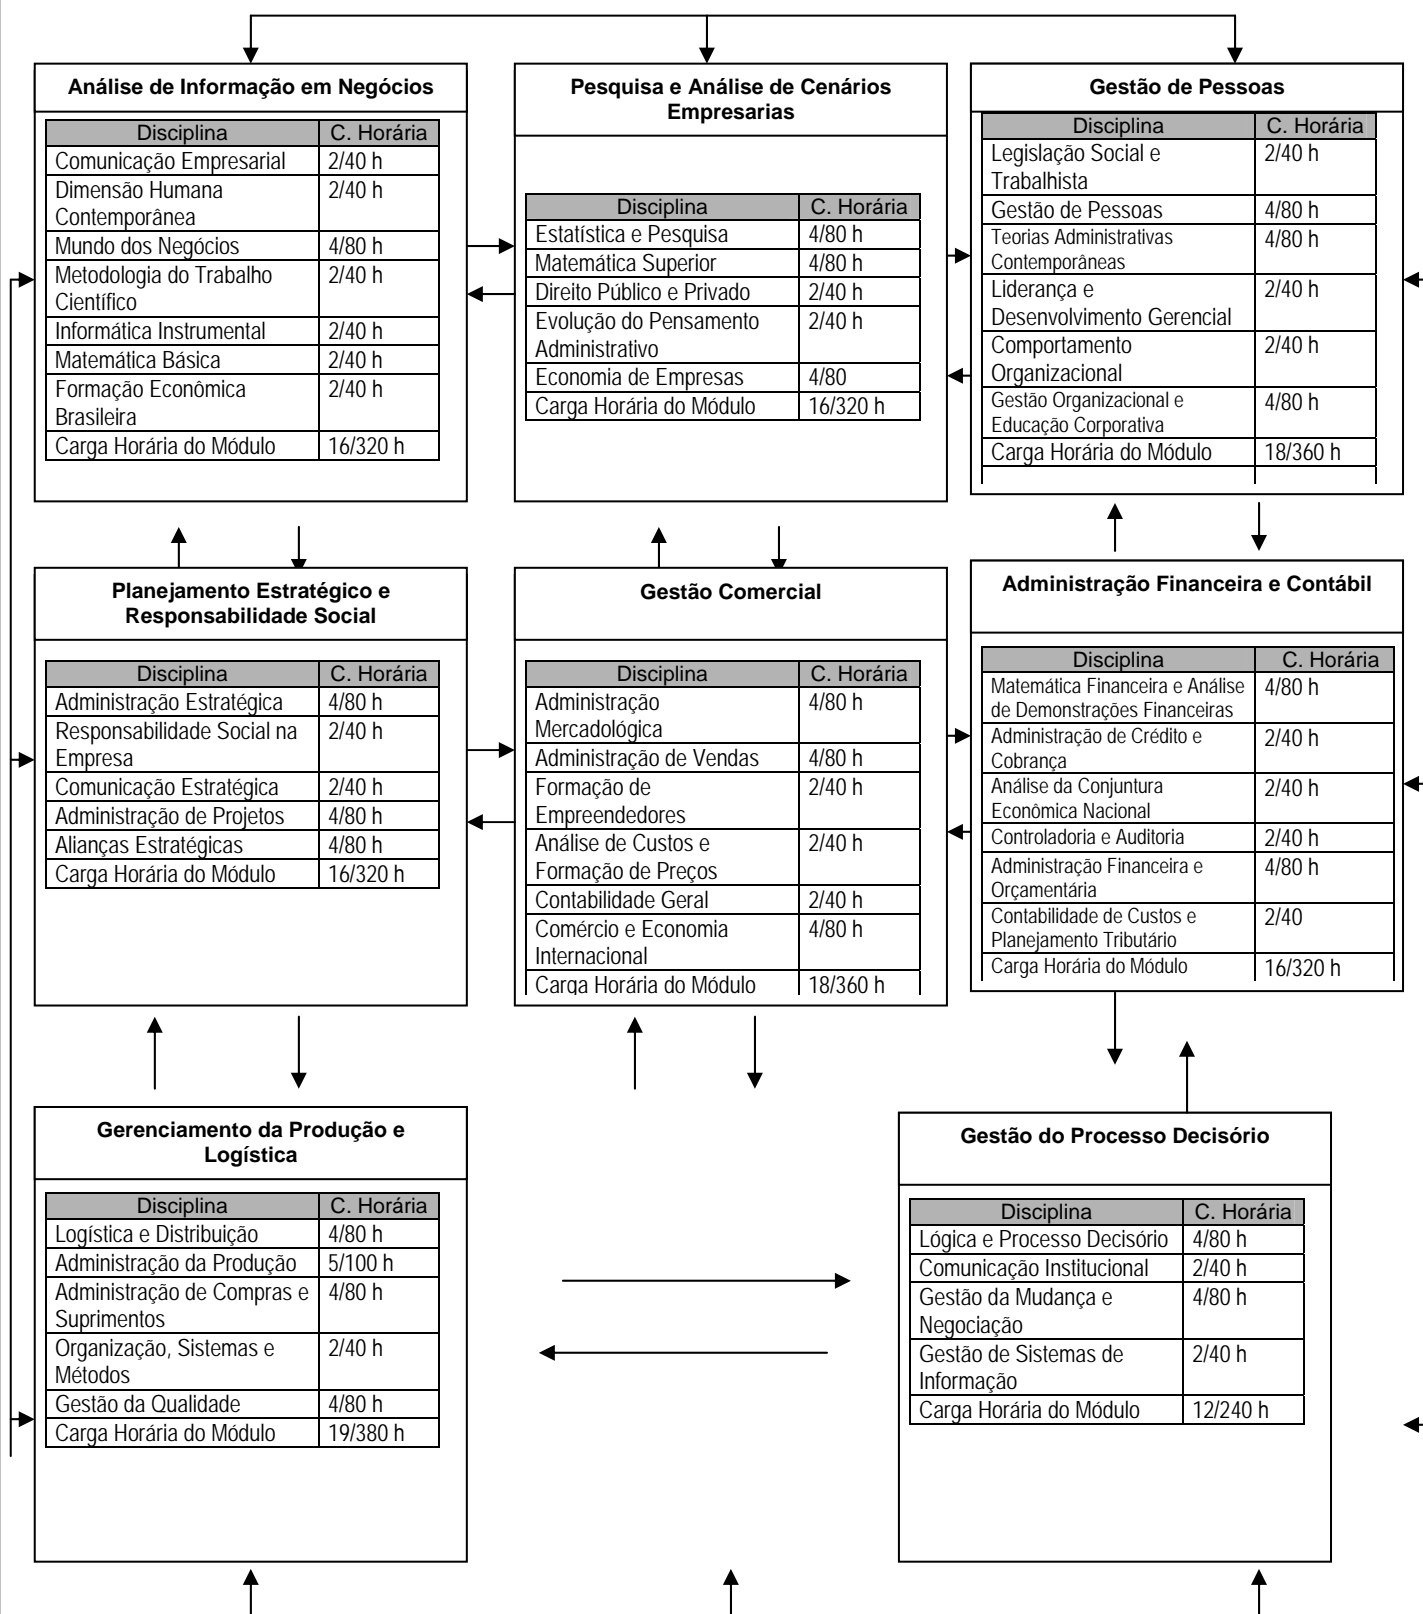 Análise de Informação em Negócios
Disciplina C. Horária
Comunicação Empresarial 2/40 h
Dimensão Humana 2/40 h
Contemporânea
Mundo dos Negócios 4/80 h
Metodologia do Trabalho 2/40 h
Científico
Informática Instrumental 2/40 h
Matemática Básica 2/40 h
Formação Econômica 2/40 h
Brasileira
Carga Horária do Módulo 16/320 h
Pesquisa e Análise de Cenários
Empresarias
Disciplina C. Horária
Estatística e Pesquisa 4/80 h
Matemática Superior 4/80 h
Direito Público e Privado 2/40 h
Evolução do Pensamento 2/40 h
Administrativo
Economia de Empresas 4/80
Carga Horária do Módulo 16/320 h
Gestão de Pessoas
Disciplina C. Horária
Legislação Social e 2/40 h
Trabalhista
Gestão de Pessoas 4/80 h
Teorias Administrativas 4/80 h
Contemporâneas
Liderança e 2/40 h
Desenvolvimento Gerencial
Comportamento 2/40 h
Organizacional
Gestão Organizacional e 4/80 h
Educação Corporativa
Carga Horária do Módulo 18/360 h
Planejamento Estratégico e
Responsabilidade Social
Disciplina C. Horária
Administração Estratégica 4/80 h
Responsabilidade Social na 2/40 h
Empresa
Comunicação Estratégica 2/40 h
Administração de Projetos 4/80 h
Alianças Estratégicas 4/80 h
Carga Horária do Módulo 16/320 h
Gestão Comercial
Disciplina C. Horária
Administração 4/80 h
Mercadológica
Administração de Vendas 4/80 h
Formação de 2/40 h
Empreendedores
Análise de Custos e 2/40 h
Formação de Preços
Contabilidade Geral 2/40 h
Comércio e Economia 4/80 h
Internacional
Carga Horária do Módulo 18/360 h
Administração Financeira e Contábil
Disciplina C. Horária
Matemática Financeira e Análise 4/80 h
de Demonstrações Financeiras
Administração de Crédito e 2/40 h
Cobrança
Análise da Conjuntura 2/40 h
Econômica Nacional
Controladoria e Auditoria 2/40 h
Administração Financeira e 4/80 h
Orçamentária
Contabilidade de Custos e 2/40
Planejamento Tributário
Carga Horária do Módulo 16/320 h
Gerenciamento da Produção e
Logística
Disciplina C. Horária
Logística e Distribuição 4/80 h
Administração da Produção 5/100 h
Administração de Compras e 4/80 h
Suprimentos
Organização, Sistemas e 2/40 h
Métodos
Gestão da Qualidade 4/80 h
Carga Horária do Módulo 19/380 h
Gestão do Processo Decisório
Disciplina C. Horária
Lógica e Processo Decisório 4/80 h
Comunicação Institucional 2/40 h
Gestão da Mudança e 4/80 h
Negociação
Gestão de Sistemas de 2/40 h
Informação
Carga Horária do Módulo 12/240 h